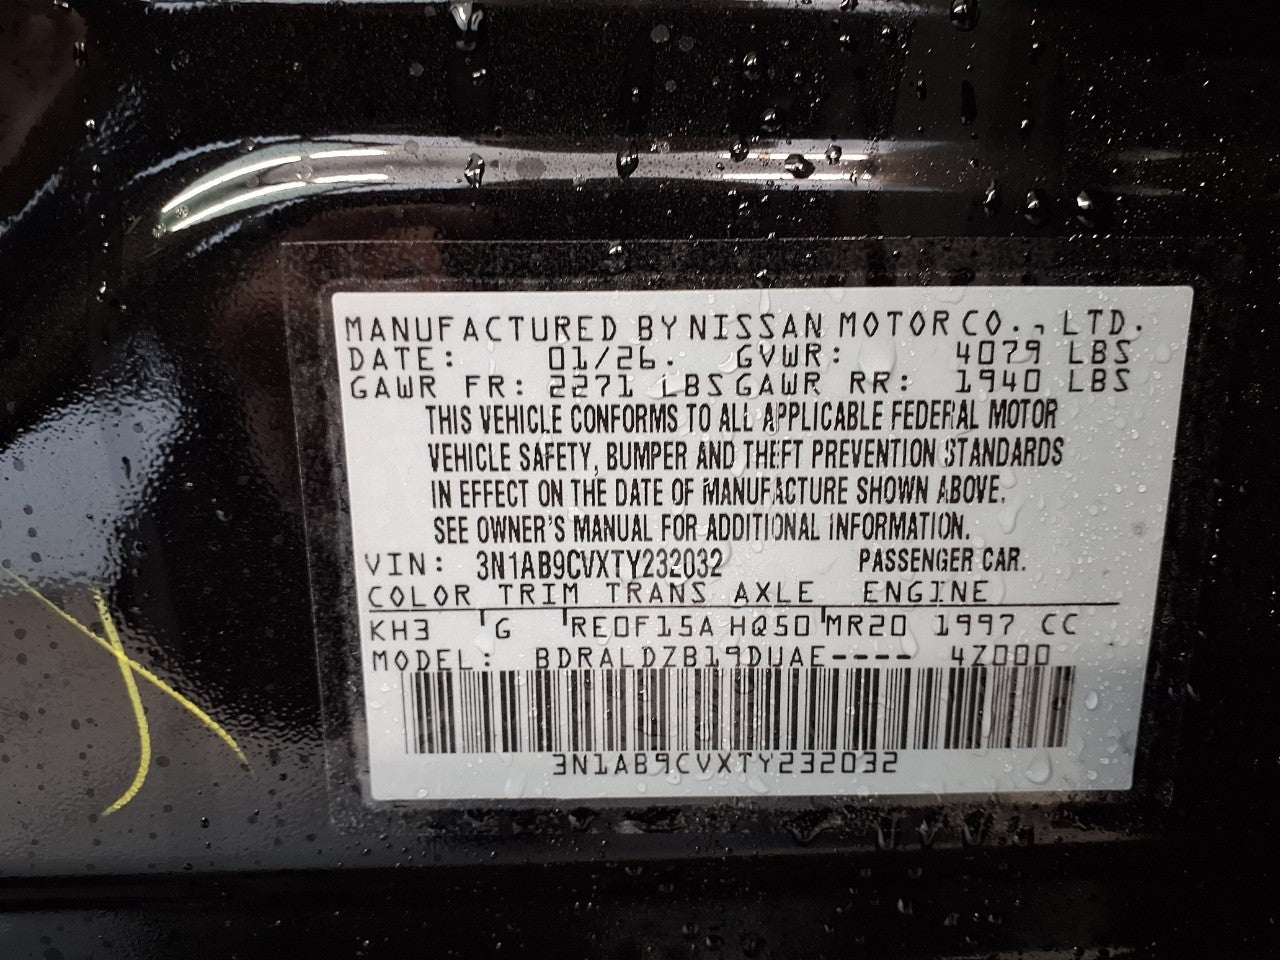 MANUFACTURED BY NISSAN MOTOR CO., LTD.
DATE: 01/26. GVWR: 4079 LBS
GAWR FR: 2271 LBS GAWR RR: 1940 LBS
THIS VEHICLE CONFORMS TO ALL APPLICABLE FEDERAL MOTOR
VEHICLE SAFETY, BUMPER AND THEFT PREVENTION STANDARDS
IN EFFECT ON THE DATE OF MANUFACTURE SHOWN ABOVE.
SEE OWNER'S MANUAL FOR ADDITIONAL INFORMATION.
VIN: 3N1AB9CVXTY232032 PASSENGER CAR.
COLOR TRIM TRANS AXLE ENGINE
KH3 G RE0F15A HQ50 MR20 1997 CC
MODEL: BDRALDZB19DUAE---- 4Z000
3N1AB9CVXTY232032